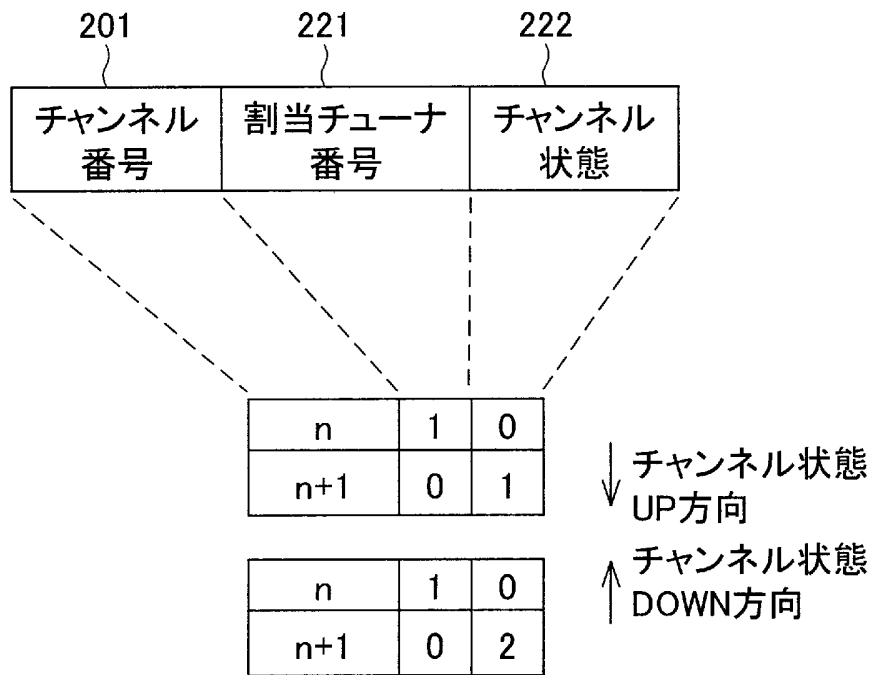 201 221 222
チャンネル 割当チューナ チャンネル
番号 番号 状態
n 1 0
n+1 0 1
↓ チャンネル状態
UP方向
n 1 0
n+1 0 2
↑ チャンネル状態
DOWN方向